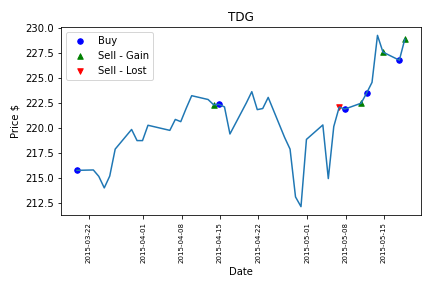 TDG
Buy
Sell - Gain
Sell - Lost
230.0
227.5
225.0
222.5
220.0
217.5
215.0
212.5
Price $
2015-03-22
2015-04-01
2015-04-08
2015-04-15
2015-04-22
2015-05-01
2015-05-08
2015-05-15
Date